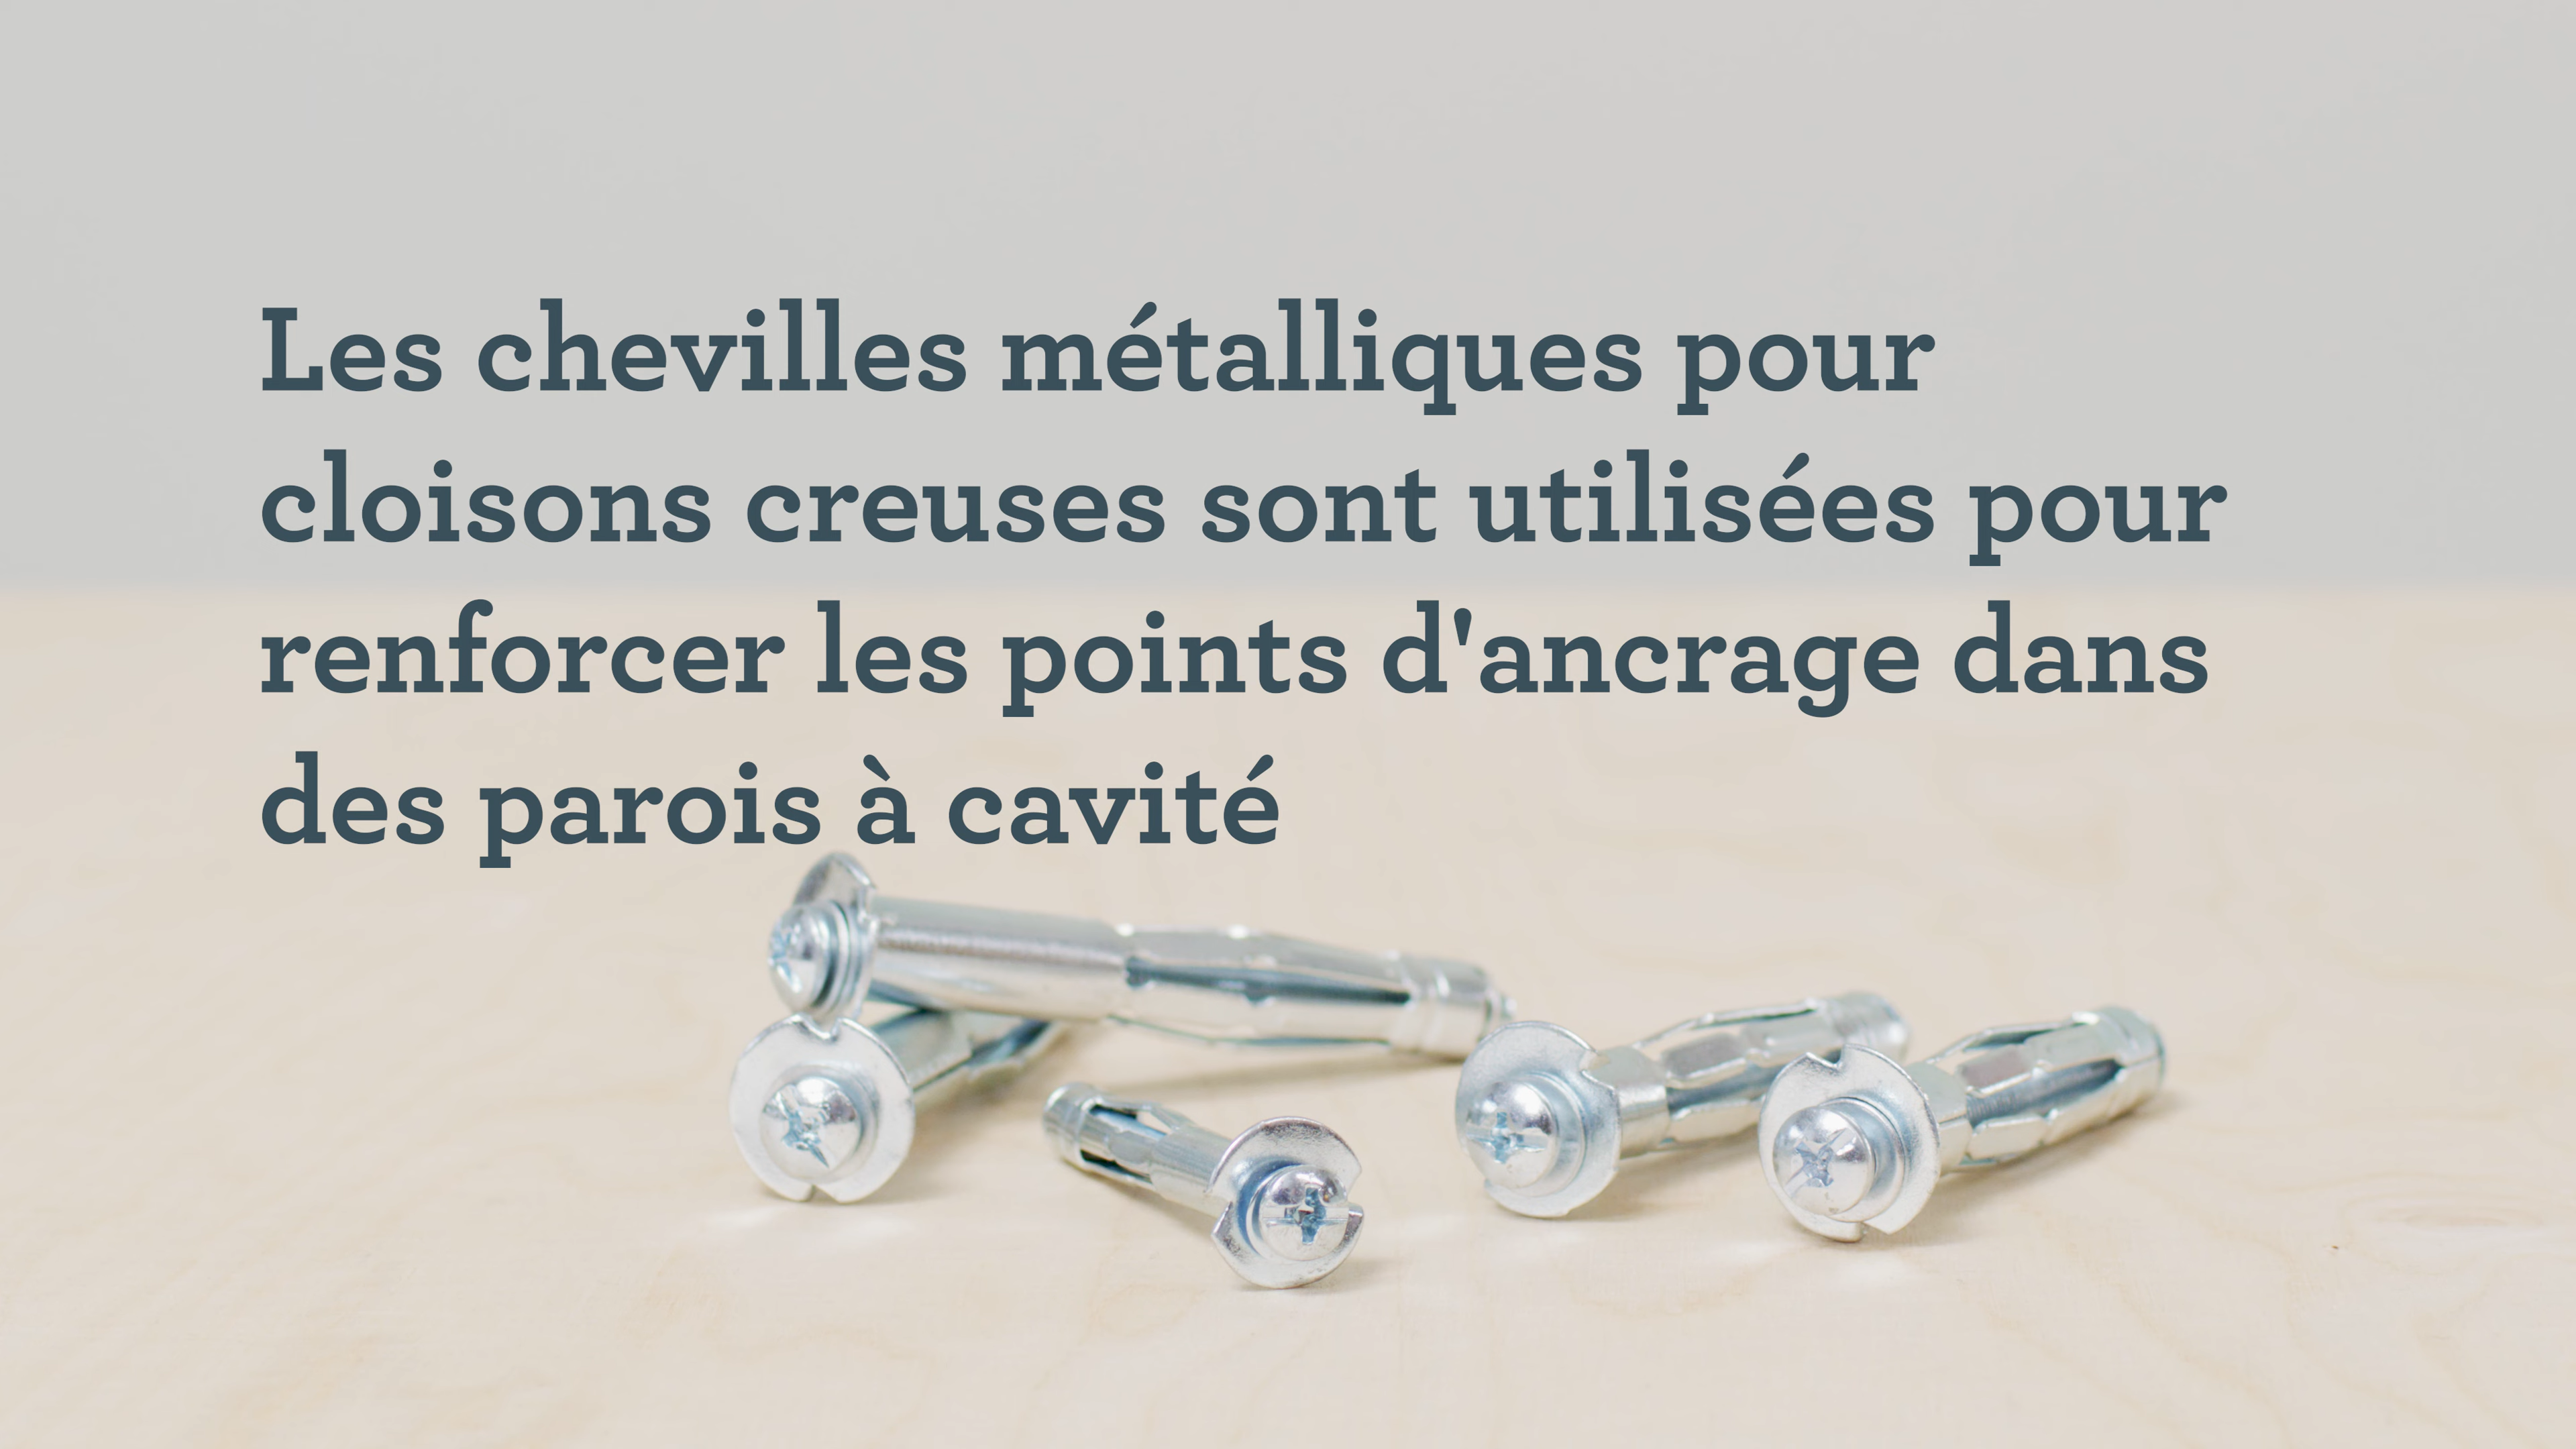 Les chevilles métalliques pour
cloisons creuses sont utilisées pour
renforcer les points d'ancrage dans
des parois à cavité